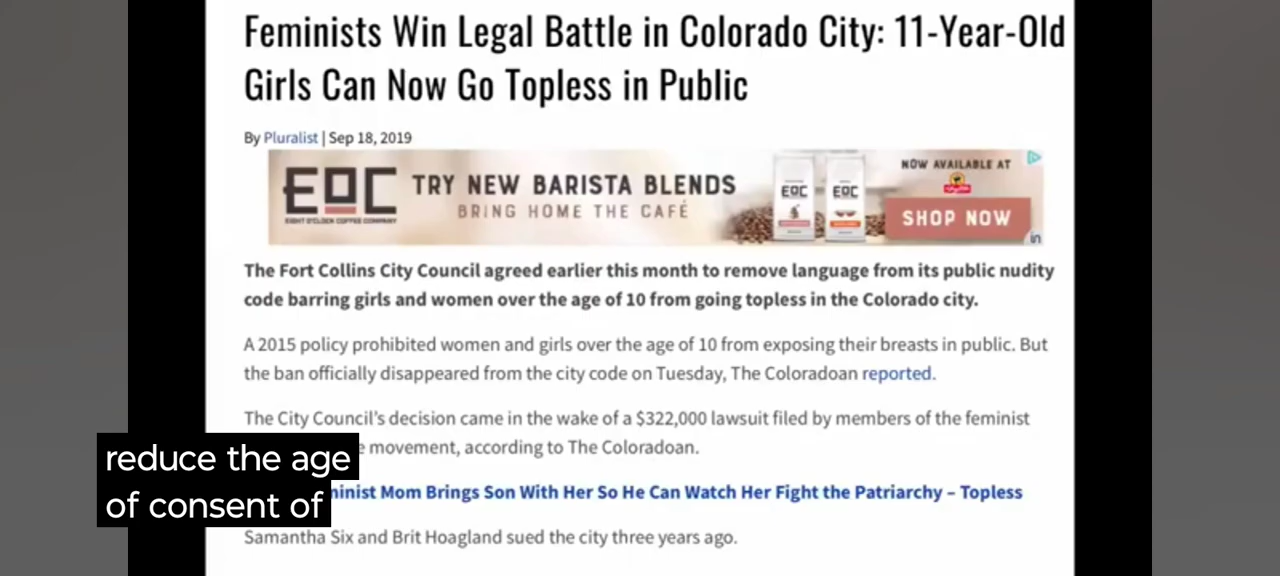 Feminists Win Legal Battle in Colorado City: 11-Year-Old
Girls Can Now Go Topless in Public
By Pluralist | Sep 18, 2019
EOC
EIGHT O'CLOCK COFFEE COMPANY
TRY NEW BARISTA BLENDS
BRING HOME THE CAFÉ
EOC
EOC
NOW AVAILABLE AT
SHOP NOW
The Fort Collins City Council agreed earlier this month to remove language from its public nudity
code barring girls and women over the age of 10 from going topless in the Colorado city.
A 2015 policy prohibited women and girls over the age of 10 from exposing their breasts in public. But
the ban officially disappeared from the city code on Tuesday, The Coloradoan reported.
The City Council's decision came in the wake of a $322,000 lawsuit filed by members of the feminist
movement, according to The Coloradoan.
Mom Brings Son With Her So He Can Watch Her Fight the Patriarchy – Topless
Samantha Six and Brit Hoagland sued the city three years ago.
reduce the age
of consent of